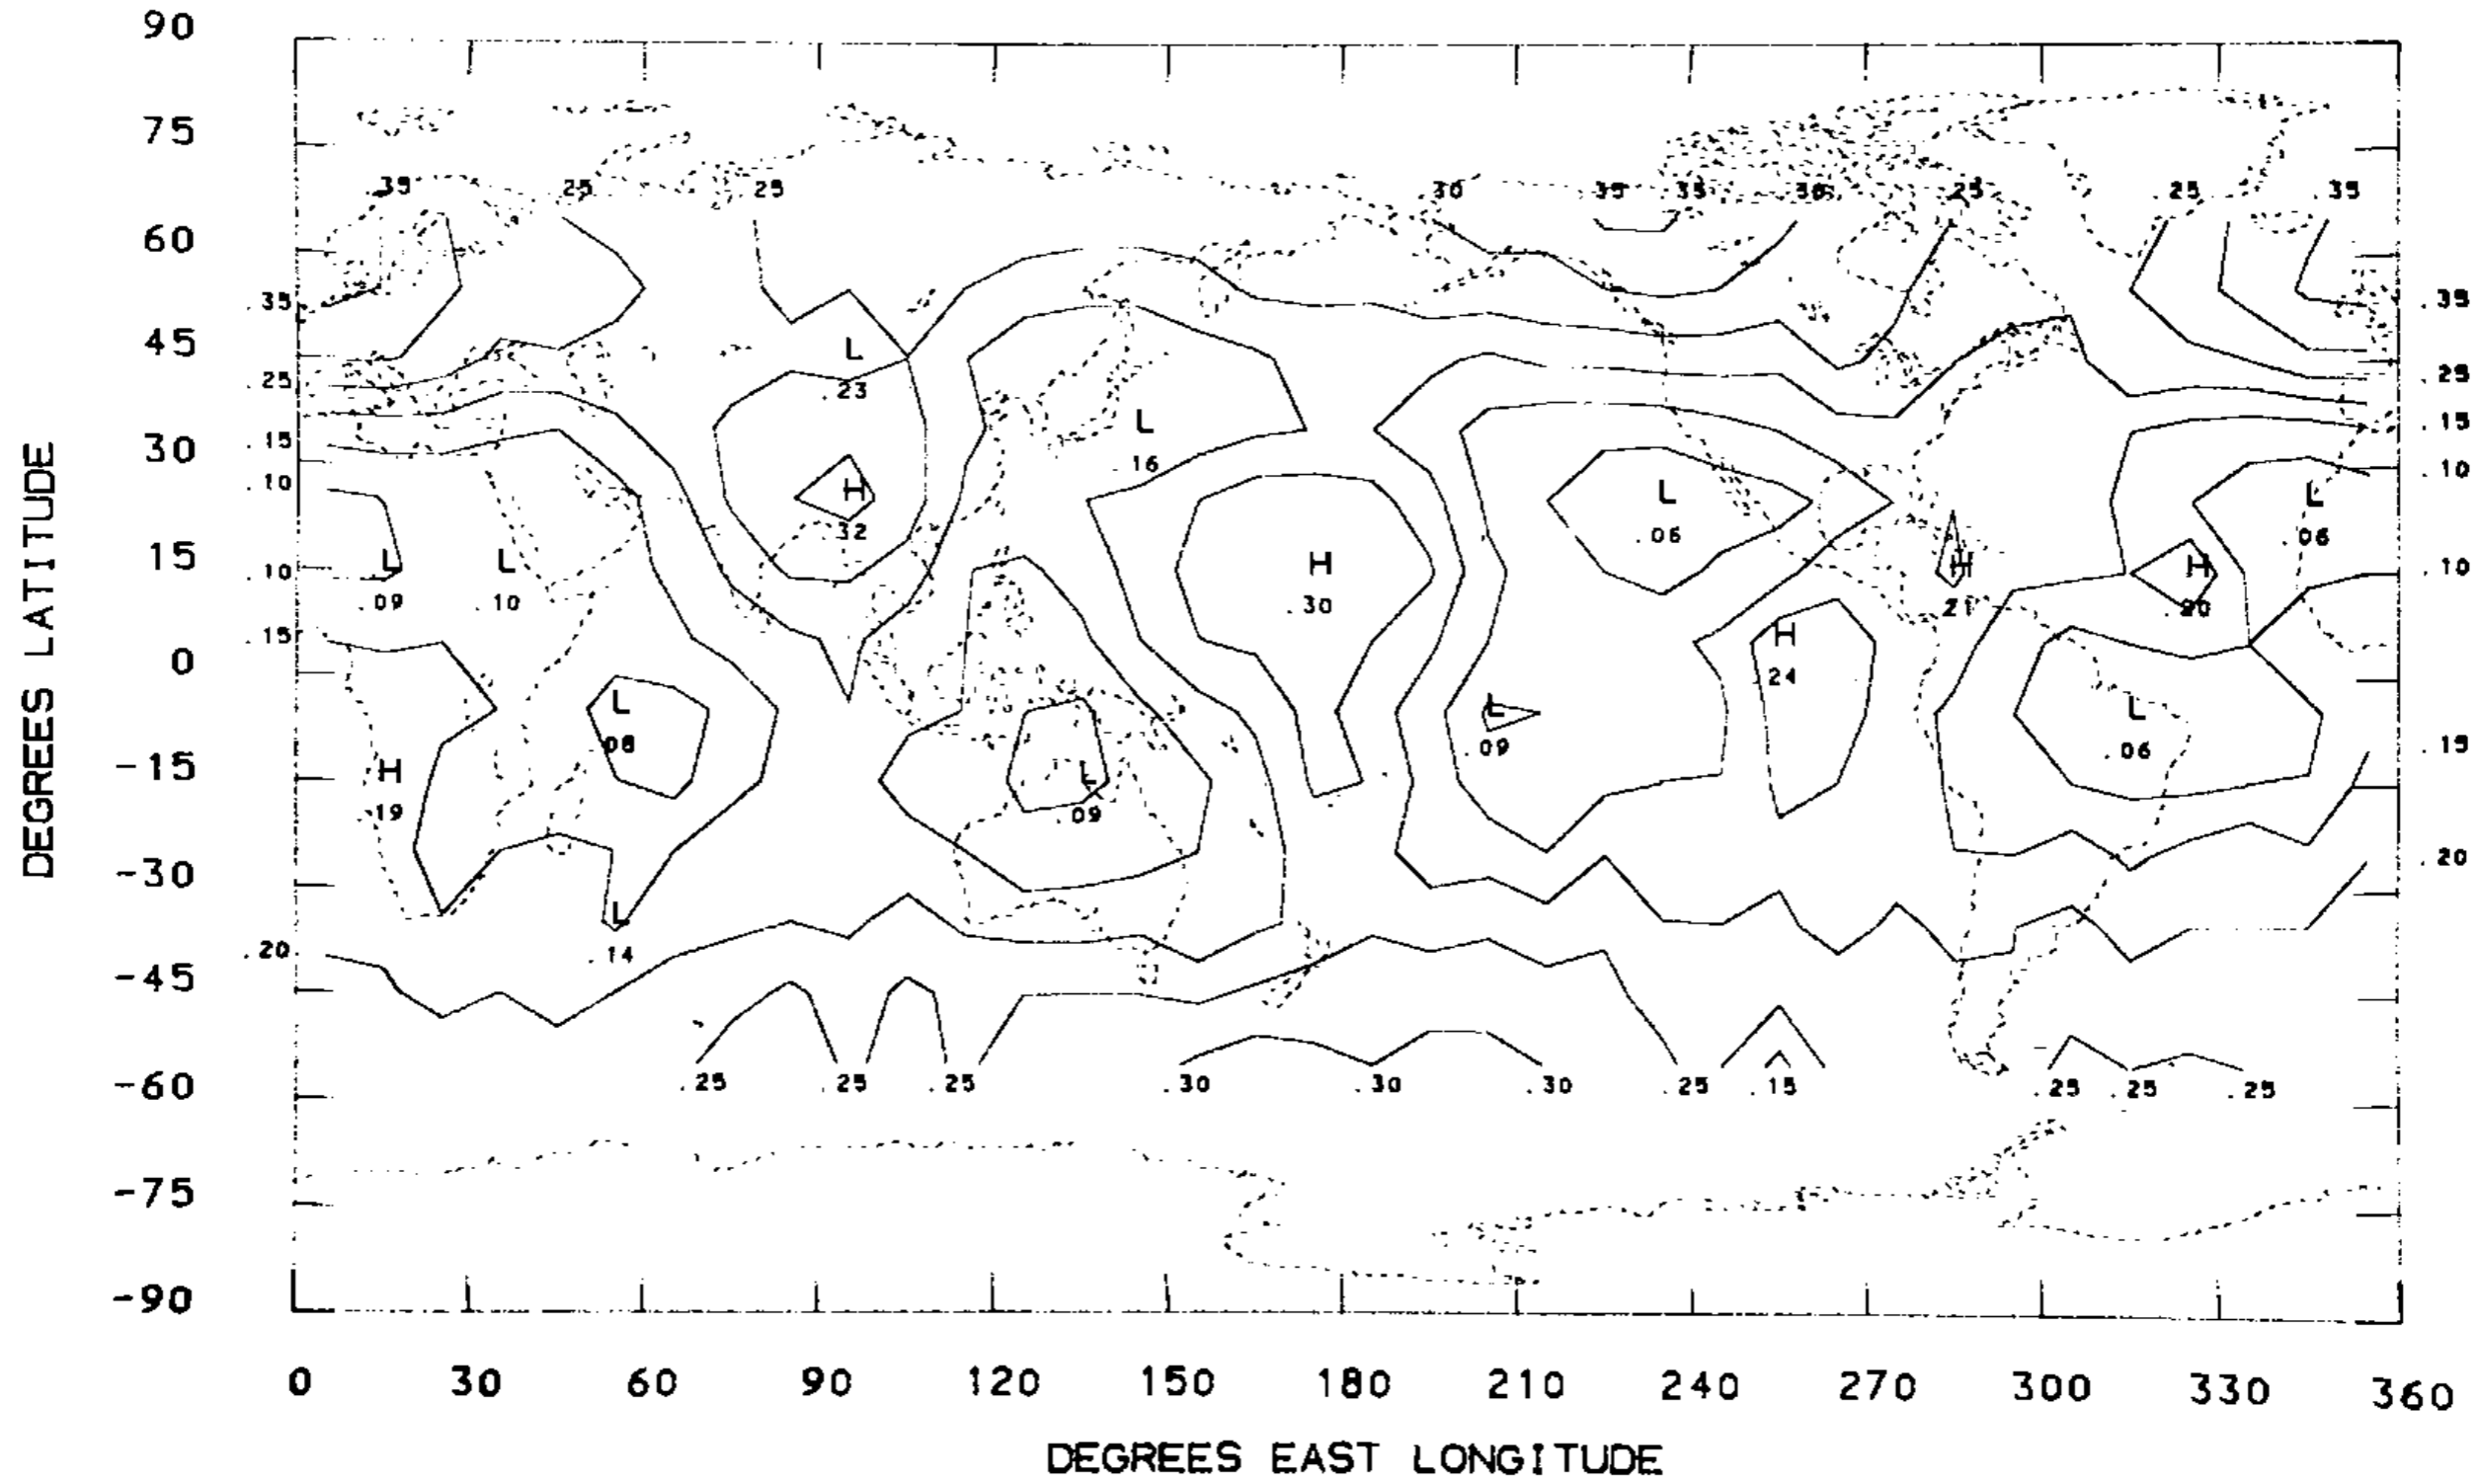 90
75
.35 25 .25 .30 35 .35 .30 .25 .25 .35
60
.35 .35
45 L
.25 .23 .25
.15 L .15
30 .16 .10
.10 H L L
.32 .06 .06
15 L L H H H
.10 .09 .10 .30 .21 .20 .10
.15 H
0 .24
L L L
.08 .09 .06 .15
-15 H L
.19 .09
-30 .20
L
.20 .14
-45
-60 .25 .25 .25 .30 .30 .30 .25 .15 .25 .25 .25
-75
-90
0 30 60 90 120 150 180 210 240 270 300 330 360
DEGREES EAST LONGITUDE
DEGREES LATITUDE